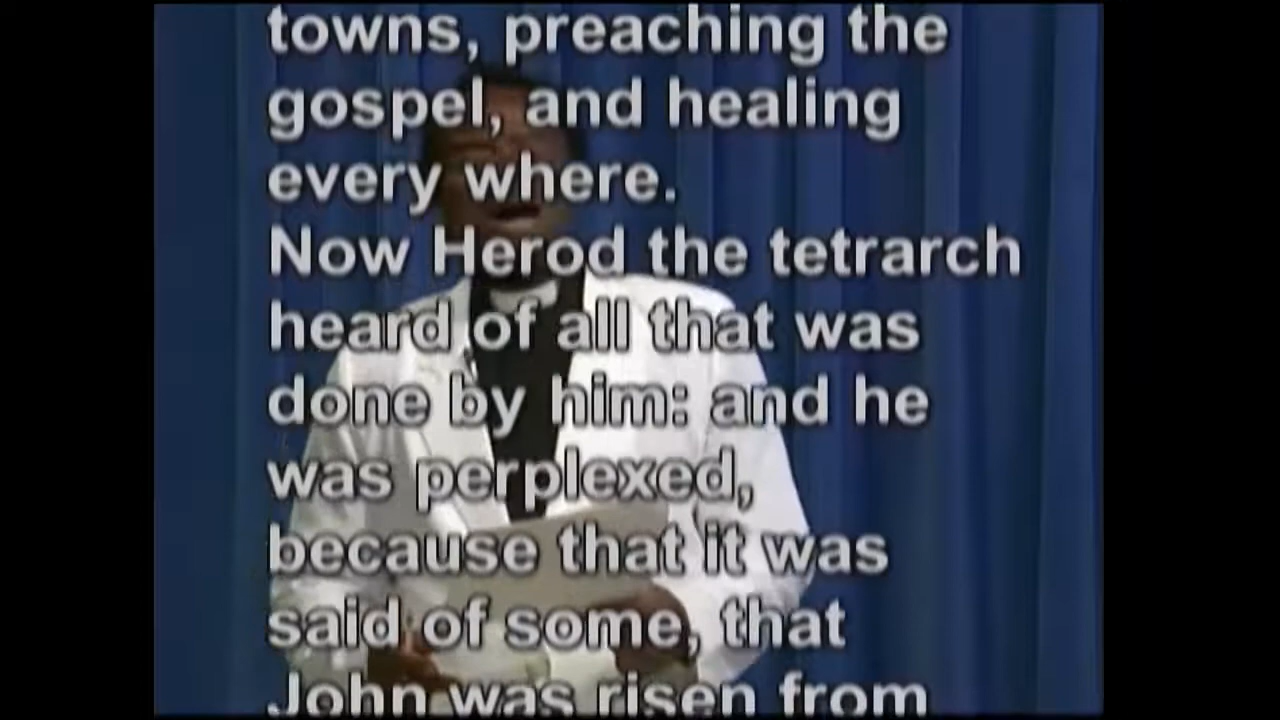 towns, preaching the
gospel, and healing
every where.
Now Herod the tetrarch
heard of all that was
done by him: and he
was perplexed,
because that it was
said of some, that
John was risen from